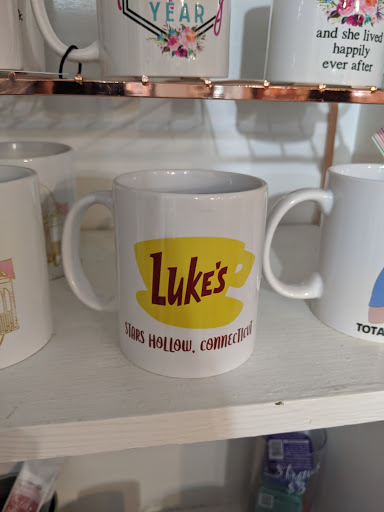 YEAR
and she lived
happily
ever after
LUKE'S
STARS HOLLOW, CONNECTICUT
TOTA